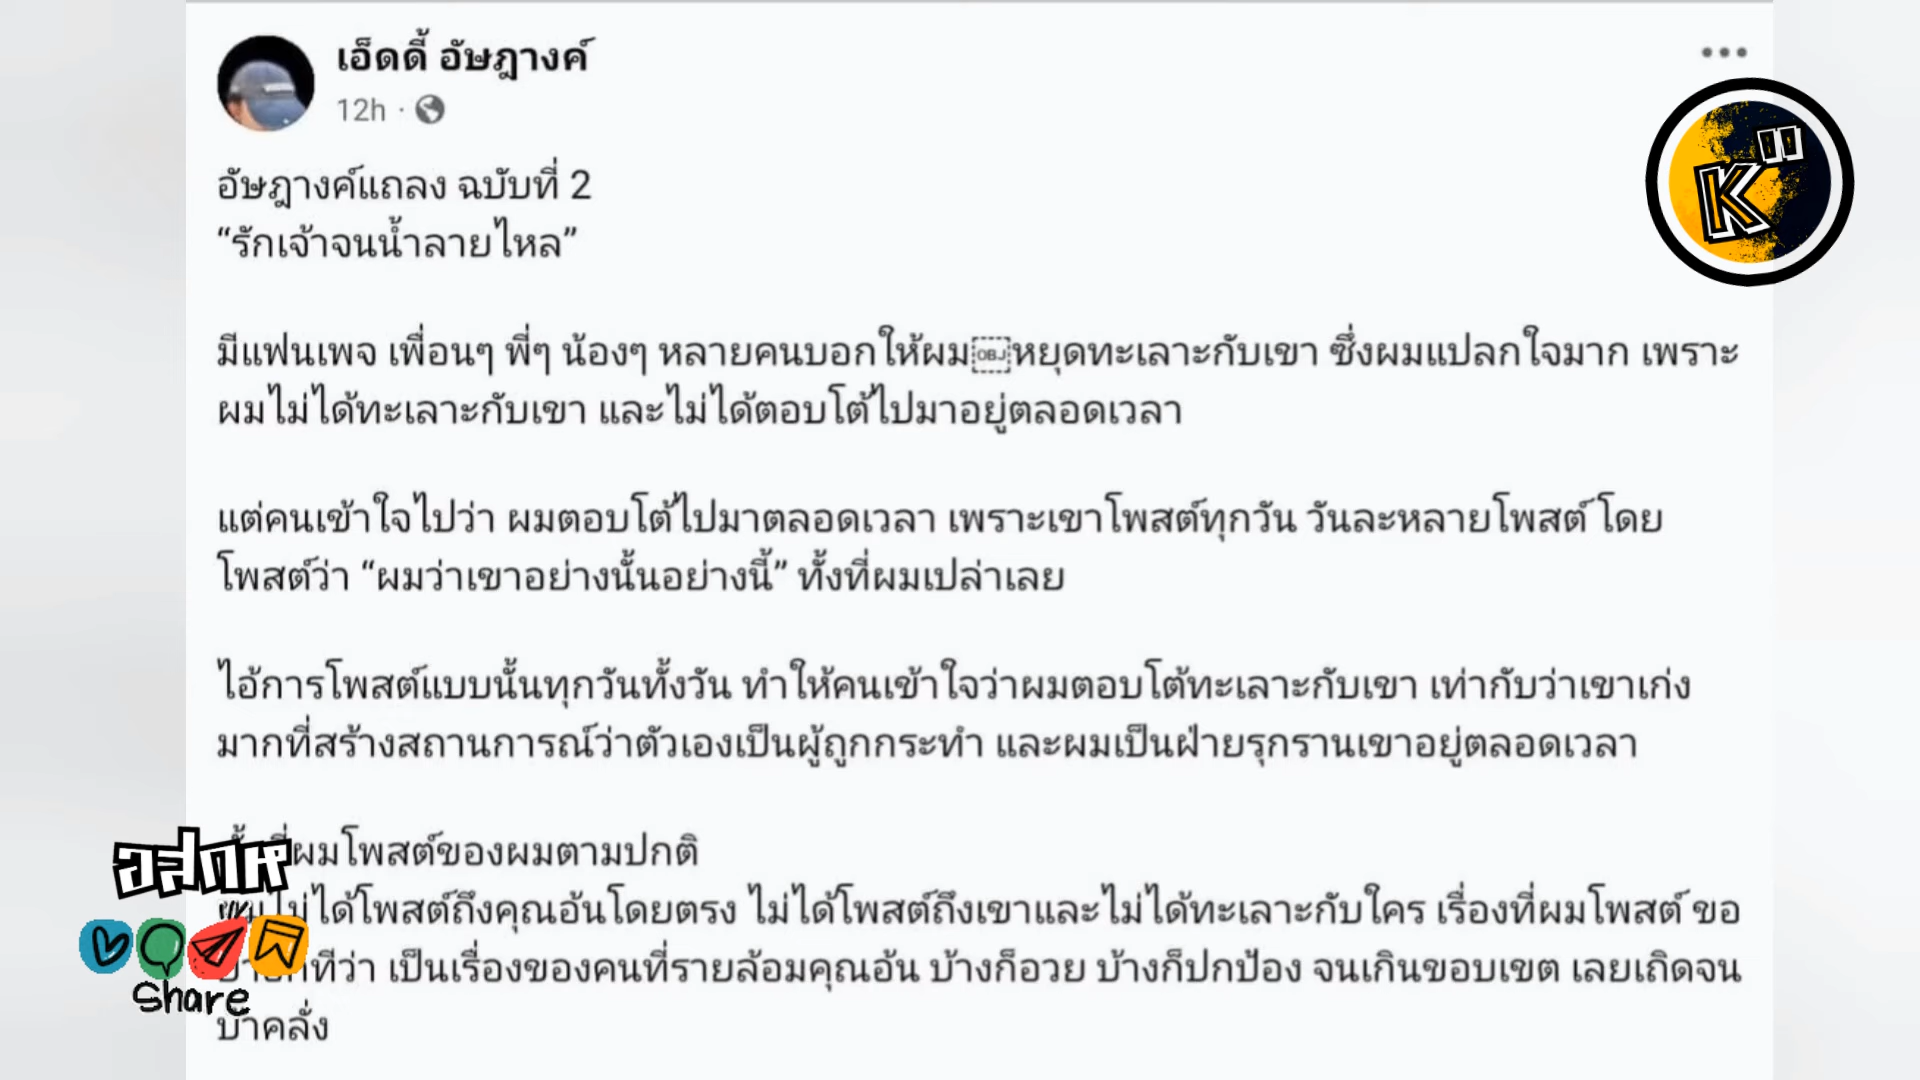 เอ็ดดี้ อัษฎางค์
12h ·
K"
อัษฎางค์แถลง ฉบับที่ 2
“รักเจ้าจนน้ำลายไหล”
มีแฟนเพจ เพื่อนๆ พี่ๆ น้องๆ หลายคนบอกให้ผมหยุดทะเลาะกับเขา ซึ่งผมแปลกใจมาก เพราะ
ผมไม่ได้ทะเลาะกับเขา และไม่ได้ตอบโต้ไปมาอยู่ตลอดเวลา
แต่คนเข้าใจไปว่า ผมตอบโต้ไปมาตลอดเวลา เพราะเขาโพสต์ทุกวัน วันละหลายโพสต์ โดย
โพสต์ว่า “ผมว่าเขาอย่างนั้นอย่างนี้” ทั้งที่ผมเปล่าเลย
ไอ้การโพสต์แบบนั้นทุกวันทั้งวัน ทำให้คนเข้าใจว่าผมตอบโต้ทะเลาะกับเขา เท่ากับว่าเขาเก่ง
มากที่สร้างสถานการณ์ว่าตัวเองเป็นผู้ถูกกระทำ และผมเป็นฝ่ายรุกรานเขาอยู่ตลอดเวลา
ผมโพสต์ของผมตามปกติ
ไม่ได้โพสต์ถึงคุณอ้นโดยตรง ไม่ได้โพสต์ถึงเขาและไม่ได้ทะเลาะกับใคร เรื่องที่ผมโพสต์ ขอ
ทีว่า เป็นเรื่องของคนที่รายล้อมคุณอ้น บ้างก็อวย บ้างก็ปกป้อง จนเกินขอบเขต เลยเถิดจน
บ้าคลั่ง
อสกห
Share